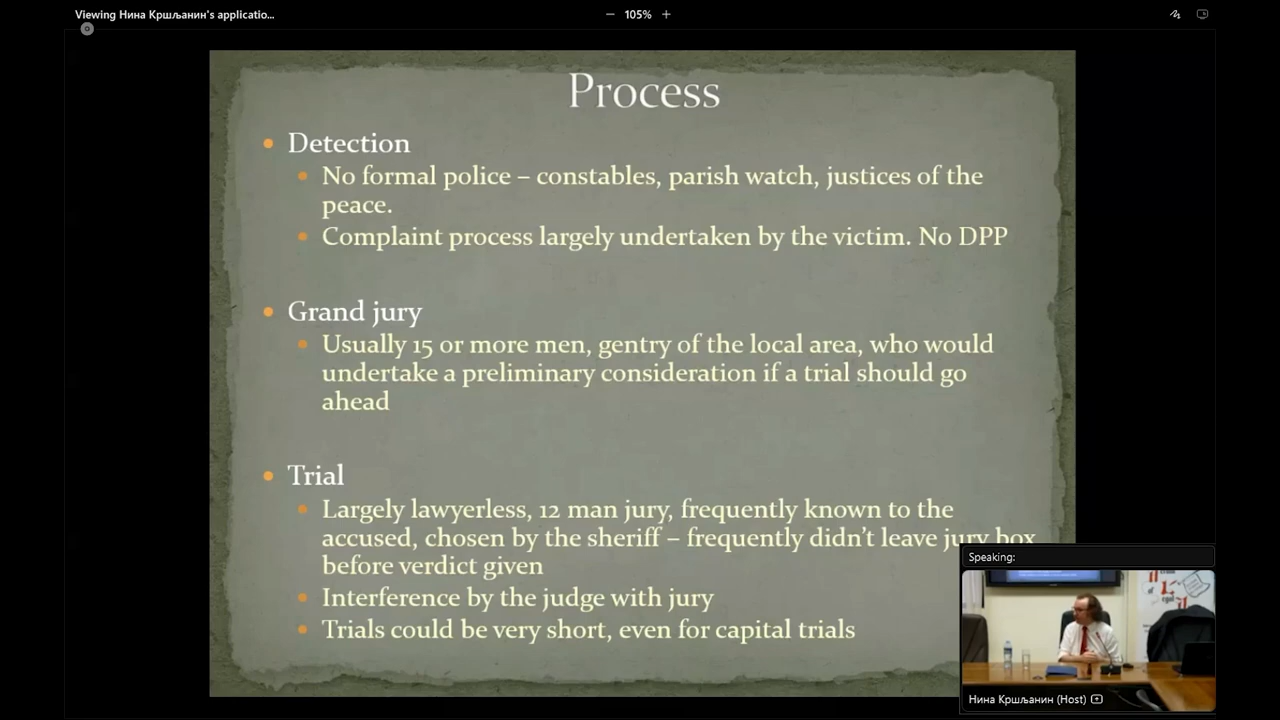 Viewing Нина Кршљанин's applicatio...
105%
Process
Detection
No formal police – constables, parish watch, justices of the
peace.
Complaint process largely undertaken by the victim. No DPP
Grand jury
Usually 15 or more men, gentry of the local area, who would
undertake a preliminary consideration if a trial should go
ahead
Trial
Largely lawyerless, 12 man jury, frequently known to the
accused, chosen by the sheriff – frequently didn't leave jury box
before verdict given
Interference by the judge with jury
Trials could be very short, even for capital trials
Speaking:
Нина Кршљанин (Host)